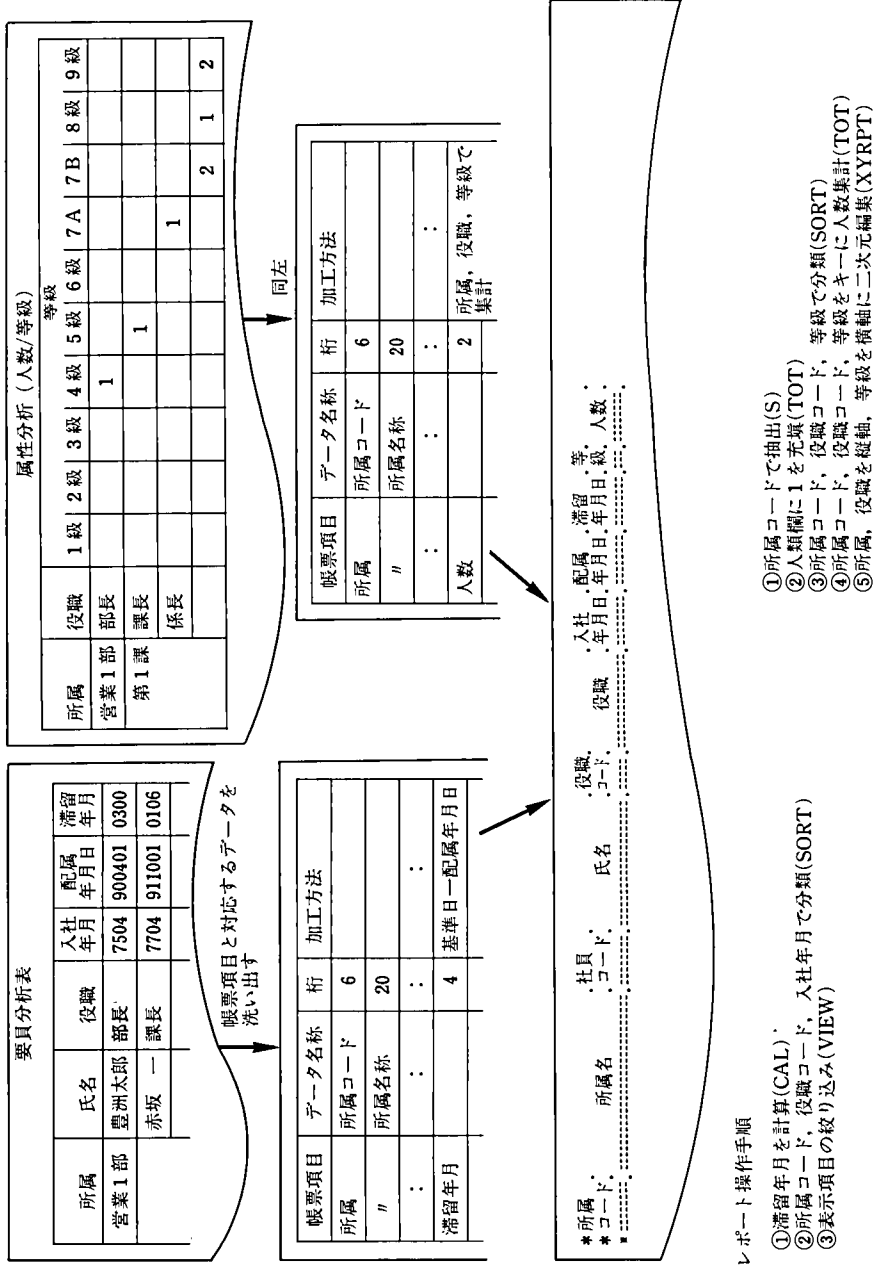 要員分析表
所属 氏名 役職 入社年月 配属年月日 滞留年月
営業1部 豊洲太郎 部長 7504 900401 0300
赤坂 一 課長 7704 911001 0106
帳票項目と対応するデータを
洗い出す
帳票項目 データ名称 桁 加工方法
所属 所属コード 6
〃 所属名称 20
: : : :
滞留年月 4 基準日ー配属年月日
属性分析(人数/等級)
所属 役職 等級
1級 2級 3級 4級 5級 6級 7A 7B 8級 9級
営業1部 部長 1
第1課 課長 1
係長 1
2 1 2
同左
帳票項目 データ名称 桁 加工方法
所属 所属コード 6
〃 所属名称 20
: : : :
人数 2 所属,役職,等級で
集計
*所属 .社員 .役職. 入社 .配属 .滞留 .等.
*コード. 所属名 .コード. 氏名 .コード. 役職 .年月日.年月日.年月日.級. 人数 .
レポート操作手順
①滞留年月を計算(CAL)
②所属コード,役職コード,入社年月で分類(SORT)
③表示項目の絞り込み(VIEW)
①所属コードで抽出(S)
②人類欄に1を充塡(TOT)
③所属コード,役職コード,等級で分類(SORT)
④所属コード,役職コード,等級をキーに人数集計(TOT)
⑤所属,役職を縦軸,等級を横軸に二次元編集(XYRPT)